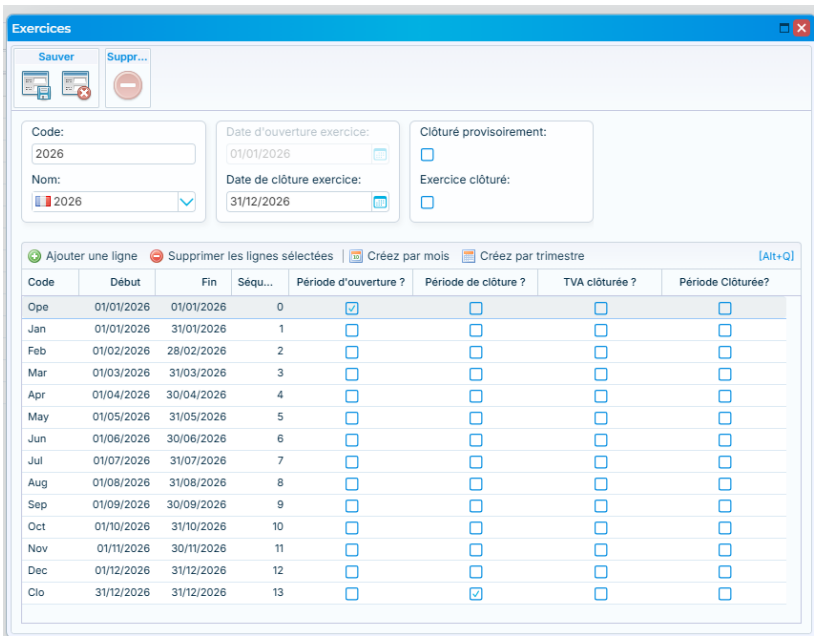 Exercices
Sauver Suppr...
Code:
2026
Nom:
2026
Date d'ouverture exercice:
01/01/2026
Date de clôture exercice:
31/12/2026
Clôturé provisoirement:
Exercice clôturé:
Ajouter une ligne Supprimer les lignes sélectionnées Créez par mois Créez par trimestre [Alt+Q]
Code Début Fin Séqu... Période d'ouverture ? Période de clôture ? TVA clôturée ? Période Clôturée?
Ope 01/01/2026 01/01/2026 0
Jan 01/01/2026 31/01/2026 1
Feb 01/02/2026 28/02/2026 2
Mar 01/03/2026 31/03/2026 3
Apr 01/04/2026 30/04/2026 4
May 01/05/2026 31/05/2026 5
Jun 01/06/2026 30/06/2026 6
Jul 01/07/2026 31/07/2026 7
Aug 01/08/2026 31/08/2026 8
Sep 01/09/2026 30/09/2026 9
Oct 01/10/2026 31/10/2026 10
Nov 01/11/2026 30/11/2026 11
Dec 01/12/2026 31/12/2026 12
Clo 31/12/2026 31/12/2026 13